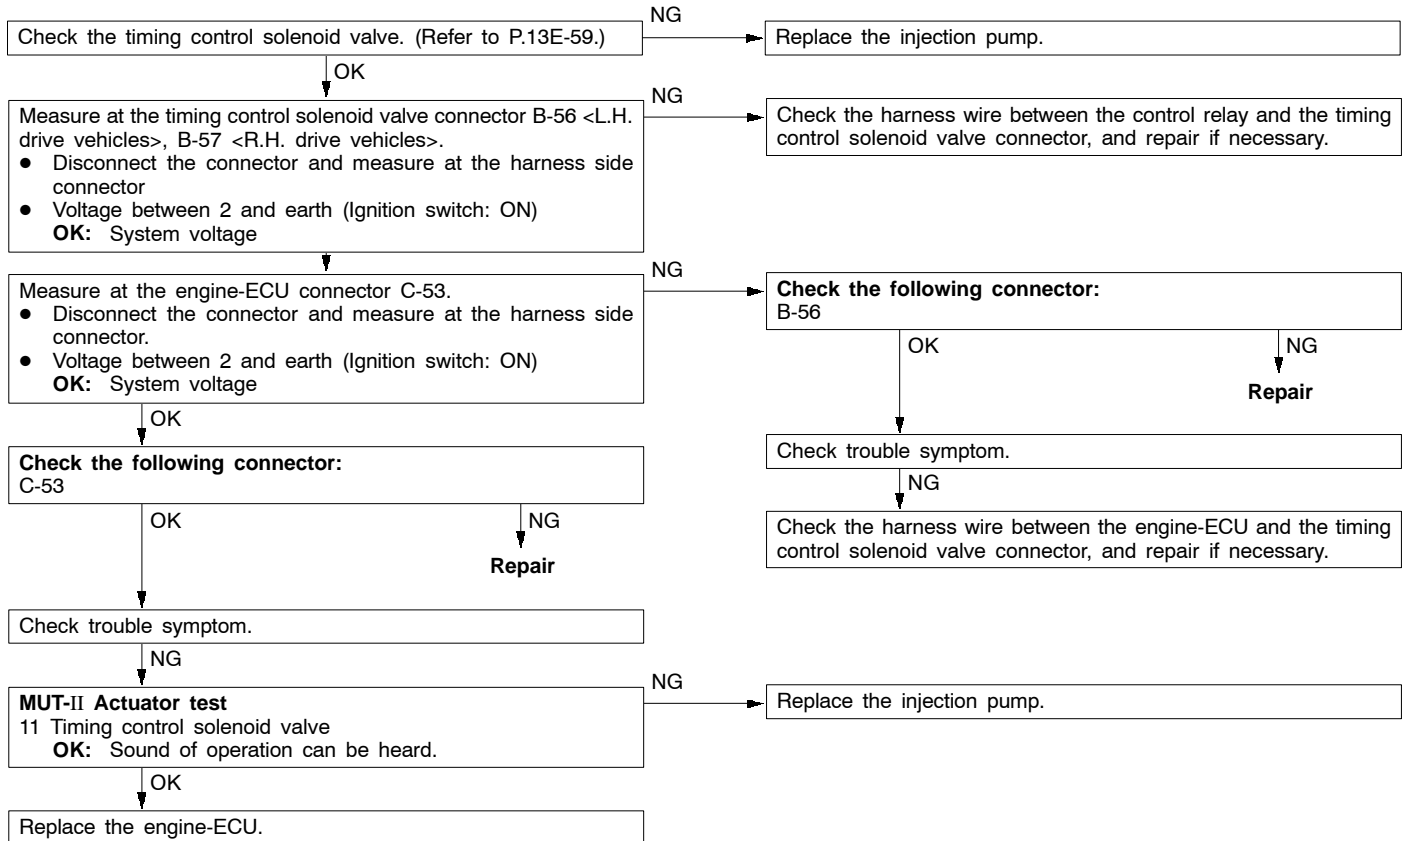 NG
Check the timing control solenoid valve. (Refer to P.13E-59.)
Replace the injection pump.
OK
Measure at the timing control solenoid valve connector B-56 <L.H.
drive vehicles>, B-57 <R.H. drive vehicles>.
● Disconnect the connector and measure at the harness side
connector
● Voltage between 2 and earth (Ignition switch: ON)
OK: System voltage
NG
Check the harness wire between the control relay and the timing
control solenoid valve connector, and repair if necessary.
Measure at the engine-ECU connector C-53.
● Disconnect the connector and measure at the harness side
connector.
● Voltage between 2 and earth (Ignition switch: ON)
OK: System voltage
NG
Check the following connector:
B-56
OK
NG
Repair
Check trouble symptom.
NG
Check the harness wire between the engine-ECU and the timing
control solenoid valve connector, and repair if necessary.
OK
Check the following connector:
C-53
OK
NG
Repair
Check trouble symptom.
NG
MUT-II Actuator test
11 Timing control solenoid valve
OK: Sound of operation can be heard.
NG
Replace the injection pump.
OK
Replace the engine-ECU.